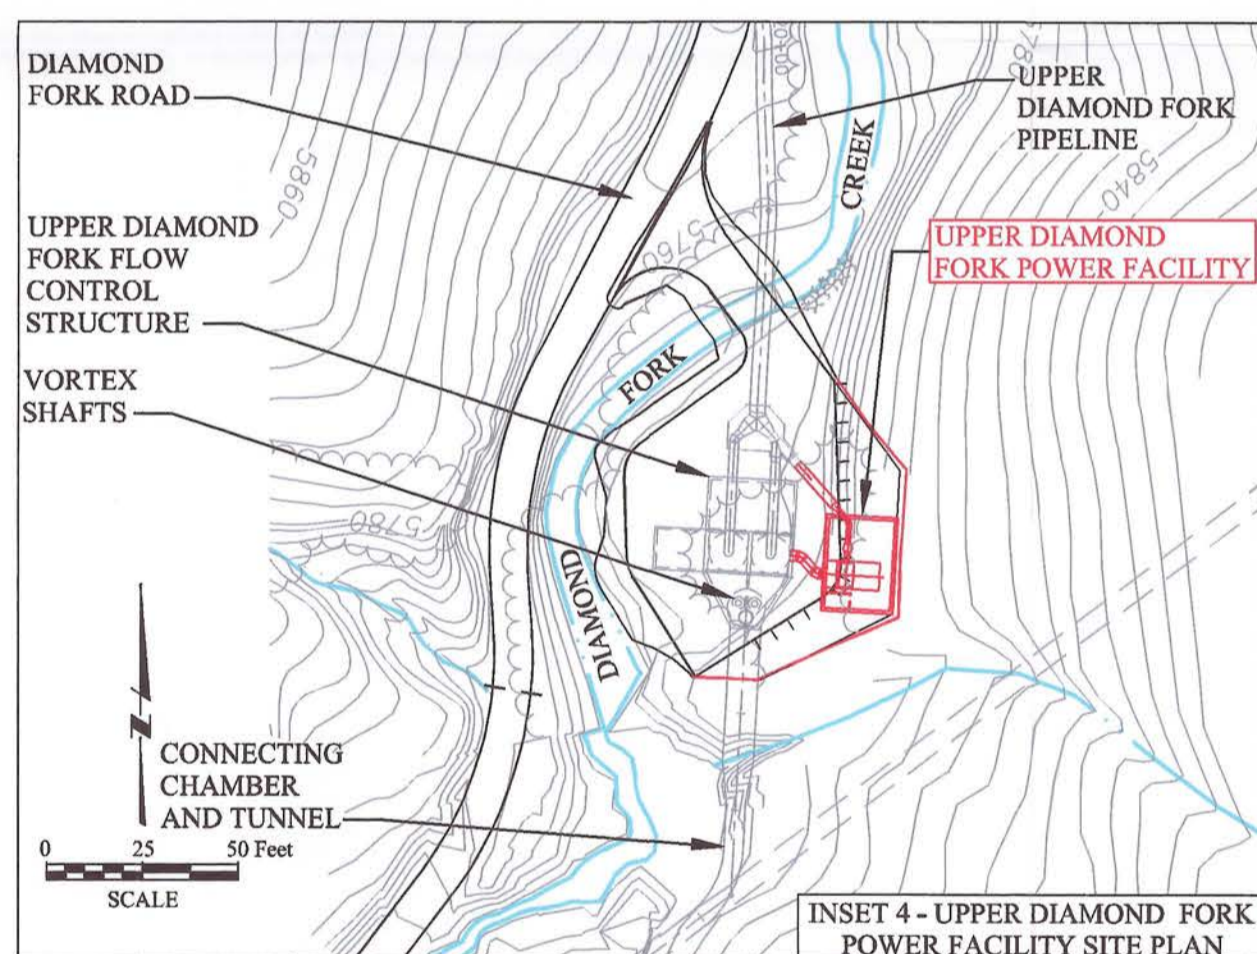 DIAMOND
FORK ROAD
UPPER DIAMOND
FORK FLOW
CONTROL
STRUCTURE
VORTEX
SHAFTS
5860
5780
CONNECTING
CHAMBER
AND TUNNEL
N
0 25 50 Feet
SCALE
5780
UPPER
DIAMOND FORK
PIPELINE
5840
CREEK
5760
UPPER DIAMOND
FORK POWER FACILITY
FORK
DIAMOND
INSET 4 - UPPER DIAMOND FORK
POWER FACILITY SITE PLAN